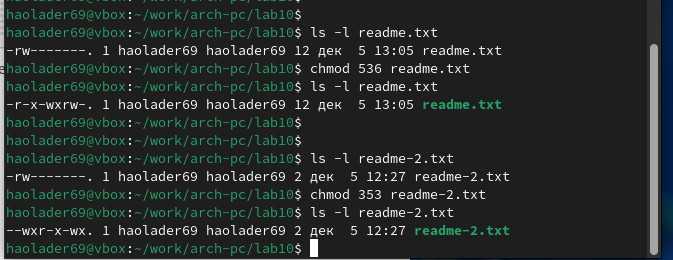 haolader69@vbox:~/work/arch-pc/lab10$
haolader69@vbox:~/work/arch-pc/lab10$ ls -l readme.txt
-rw-------. 1 haolader69 haolader69 12 дек  5 13:05 readme.txt
haolader69@vbox:~/work/arch-pc/lab10$ chmod 536 readme.txt
haolader69@vbox:~/work/arch-pc/lab10$ ls -l readme.txt
-r-x-wxrw-. 1 haolader69 haolader69 12 дек  5 13:05 readme.txt
haolader69@vbox:~/work/arch-pc/lab10$
haolader69@vbox:~/work/arch-pc/lab10$
haolader69@vbox:~/work/arch-pc/lab10$ ls -l readme-2.txt
-rw-------. 1 haolader69 haolader69 2 дек  5 12:27 readme-2.txt
haolader69@vbox:~/work/arch-pc/lab10$ chmod 353 readme-2.txt
haolader69@vbox:~/work/arch-pc/lab10$ ls -l readme-2.txt
--wxr-x-wx. 1 haolader69 haolader69 2 дек  5 12:27 readme-2.txt
haolader69@vbox:~/work/arch-pc/lab10$